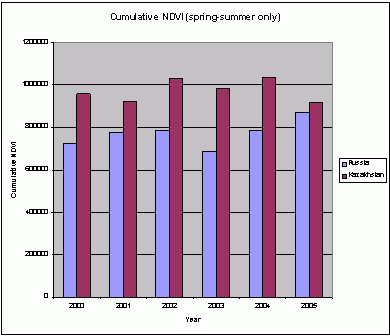 Cumulative NDVI (spring-summer only)
1200000
1000000
800000
600000
400000
200000
0
Cumulative NDVI
2000 2001 2002 2003 2004 2005
Year
Russia
Kazakhstan